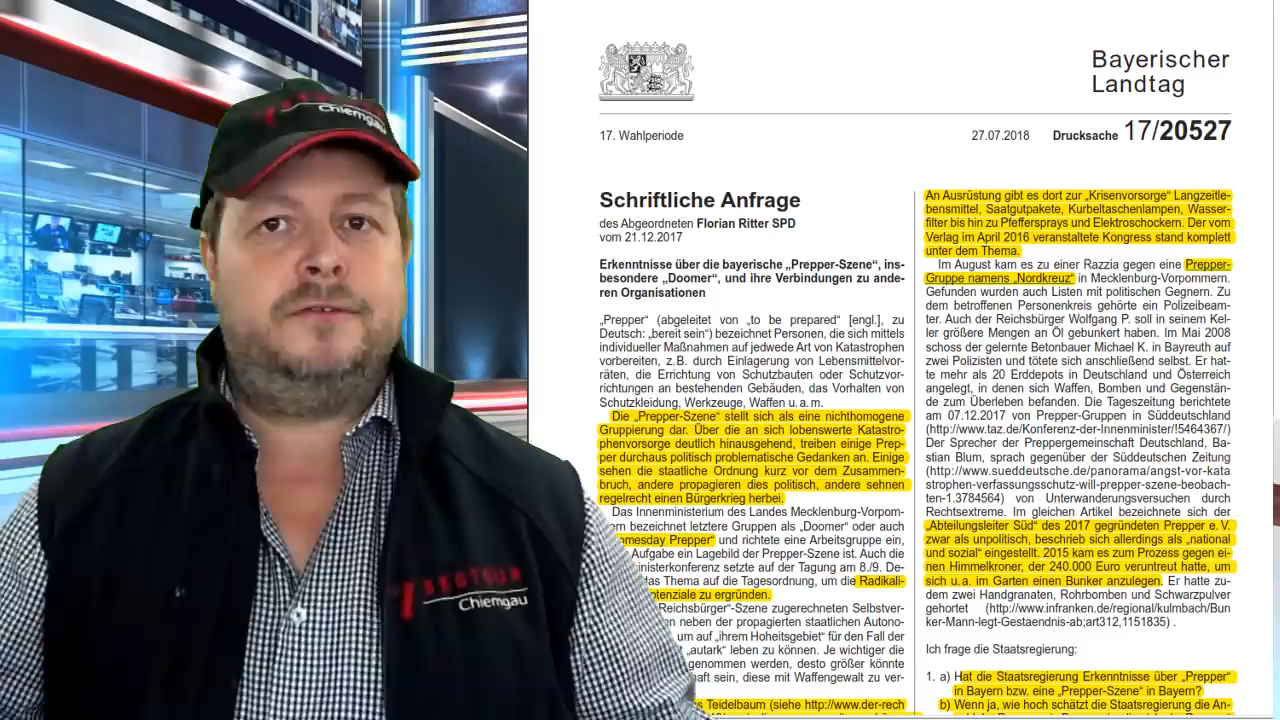 Chiemgau
Chiemgau
Bayerischer
Landtag
17. Wahlperiode
27.07.2018 Drucksache 17/20527
Schriftliche Anfrage
des Abgeordneten Florian Ritter SPD
vom 21.12.2017
Erkenntnisse über die bayerische „Prepper-Szene“, ins-
besondere „Doomer“, und ihre Verbindungen zu ande-
ren Organisationen
„Prepper“ (abgeleitet von „to be prepared“ [engl.], zu
Deutsch: „bereit sein“) bezeichnet Personen, die sich mittels
individueller Maßnahmen auf jedwede Art von Katastrophen
vorbereiten, z.B. durch Einlagerung von Lebensmittelvor-
räten, die Errichtung von Schutzbauten oder Schutzvor-
richtungen an bestehenden Gebäuden, das Vorhalten von
Schutzkleidung, Werkzeuge, Waffen u. a. m.
Die „Prepper-Szene“ stellt sich als eine nichthomogene
Gruppierung dar. Über die an sich lobenswerte Katastro-
phenvorsorge deutlich hinausgehend, treiben einige Prep-
per durchaus politisch problematische Gedanken an. Einige
sehen die staatliche Ordnung kurz vor dem Zusammen-
bruch, andere propagieren dies politisch, andere sehnen
regelrecht einen Bürgerkrieg herbei.
Das Innenministerium des Landes Mecklenburg-Vorpom-
ern bezeichnet letztere Gruppen als „Doomer“ oder auch
omesday Prepper“ und richtete eine Arbeitsgruppe ein,
Aufgabe ein Lagebild der Prepper-Szene ist. Auch die
inisterkonferenz setzte auf der Tagung am 8./9. De-
das Thema auf die Tagesordnung, um die Radikali-
otenziale zu ergründen.
Reichsbürger“-Szene zugerechneten Selbstver-
en neben der propagierten staatlichen Autono-
um auf „ihrem Hoheitsgebiet“ für den Fall der
„autark“ leben zu können. Je wichtiger die
genommen werden, desto größer könnte
aft sein, diese mit Waffengewalt zu ver-
s Teidelbaum (siehe http://www.der-rech
An Ausrüstung gibt es dort zur „Krisenvorsorge“ Langzeitle-
bensmittel, Saatgutpakete, Kurbeltaschenlampen, Wasser-
filter bis hin zu Pfeffersprays und Elektroschockern. Der vom
Verlag im April 2016 veranstaltete Kongress stand komplett
unter dem Thema.
Im August kam es zu einer Razzia gegen eine Prepper-
Gruppe namens „Nordkreuz“ in Mecklenburg-Vorpommern.
Gefunden wurden auch Listen mit politischen Gegnern. Zu
dem betroffenen Personenkreis gehörte ein Polizeibeam-
ter. Auch der Reichsbürger Wolfgang P. soll in seinem Kel-
ler größere Mengen an Öl gebunkert haben. Im Mai 2008
schoss der gelernte Betonbauer Michael K. in Bayreuth auf
zwei Polizisten und tötete sich anschließend selbst. Er hat-
te mehr als 20 Erddepots in Deutschland und Österreich
angelegt, in denen sich Waffen, Bomben und Gegenstän-
de zum Überleben befanden. Die Tageszeitung berichtete
am 07.12.2017 von Prepper-Gruppen in Süddeutschland
(http://www.taz.de/Konferenz-der-Innenminister/!5464367/)
Der Sprecher der Preppergemeinschaft Deutschland, Ba-
stian Blum, sprach gegenüber der Süddeutschen Zeitung
(http://www.sueddeutsche.de/panorama/angst-vor-kata
strophen-verfassungsschutz-will-prepper-szene-beobach-
ten-1.3784564) von Unterwanderungsversuchen durch
Rechtsextreme. Im gleichen Artikel bezeichnet sich der
„Abteilungsleiter Süd“ des 2017 gegründeten Prepper e. V.
zwar als unpolitisch, beschrieb sich allerdings als „national
und sozial“ eingestellt. 2015 kam es zum Prozess gegen ei-
nen Himmelkroner, der 240.000 Euro veruntreut hatte, um
sich u. a. im Garten einen Bunker anzulegen. Er hatte zu-
dem zwei Handgranaten, Rohrbomben und Schwarzpulver
gehortet (http://www.infranken.de/regional/kulmbach/Bun
ker-Mann-legt-Gestaendnis-ab;art312,1151835) .
Ich frage die Staatsregierung:
1. a) Hat die Staatsregierung Erkenntnisse über „Prepper“
in Bayern bzw. eine „Prepper-Szene“ in Bayern?
b) Wenn ja, wie hoch schätzt die Staatsregierung die An-